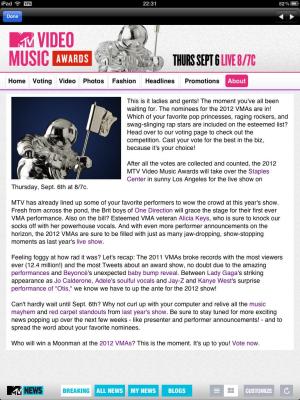 iPad VPN 22:31
Done
MTV VIDEO
MUSIC AWARDS THURS SEPT 6 LIVE 8/7C
Home Voting Video Photos Fashion Headlines Promotions About
This is it ladies and gents! The moment you've all been
waiting for. The nominees for the 2012 VMAs are in!
Which of your favorite pop princesses, raging rockers, and
swag-slinging rap stars are included on the esteemed list?
Head over to our voting page to check out the
competition. Cast your vote for the best in the biz,
because it's your choice!
After all the votes are collected and counted, the 2012
MTV Video Music Awards will take over the Staples
Center in sunny Los Angeles for the live show on
Thursday, Sept. 6th at 8/7c.
MTV has already lined up some of your favorite performers to wow the crowd at this year's show.
Fresh from across the pond, the Brit boys of One Direction will grace the stage for their first ever
VMA performance. Also on the bill? Esteemed VMA veteran Alicia Keys, who is sure to knock our
socks off with her powerhouse vocals. And with even more performer announcements on the
horizon, the 2012 VMAs are sure to be filled with just as many jaw-dropping, show-stopping
moments as last year's live show.
Feeling foggy at how rad it was? Let's recap: The 2011 VMAs broke records with the most viewers
ever (12.4 million!) and the most Tweets about an award show, no doubt due to the amazing
performances and Beyoncé's unexpected baby bump reveal. Between Lady Gaga's striking
appearance as Jo Calderone, Adele's soulful vocals and Jay-Z and Kanye West's surprise
performance of "Otis," we know we have to up the ante for the 2012 show!
Can't hardly wait until Sept. 6th? Why not curl up with your computer and relive all the music
mayhem and red carpet standouts from last year's show. Be sure to stay tuned for more exciting
news popping up over the next few weeks - like presenter and performer announcements! - and to
spread the word about your favorite nominees.
Who will win a Moonman at the 2012 VMAs? This is the moment. It's up to you! Vote now.
MTV NEWS BREAKING ALL NEWS MY NEWS BLOGS CUSTOMIZE